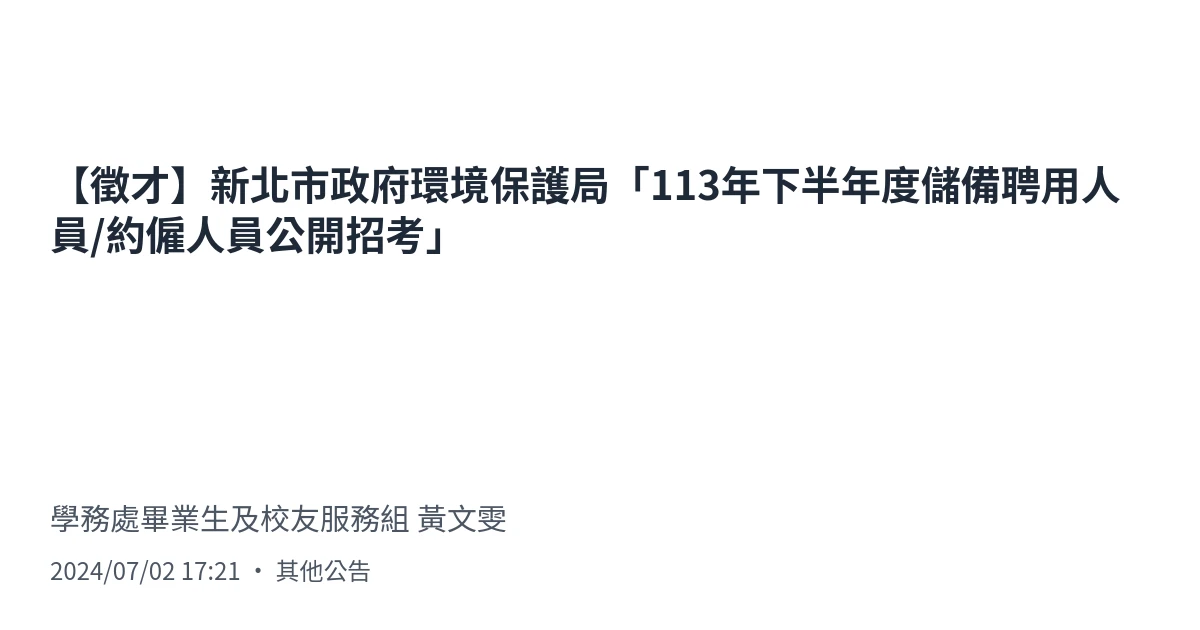 【徵才】新北市政府環境保護局「113年下半年度儲備聘用人
員/約僱人員公開招考」
學務處畢業生及校友服務組 黃文雯
2024/07/02 17:21 • 其他公告